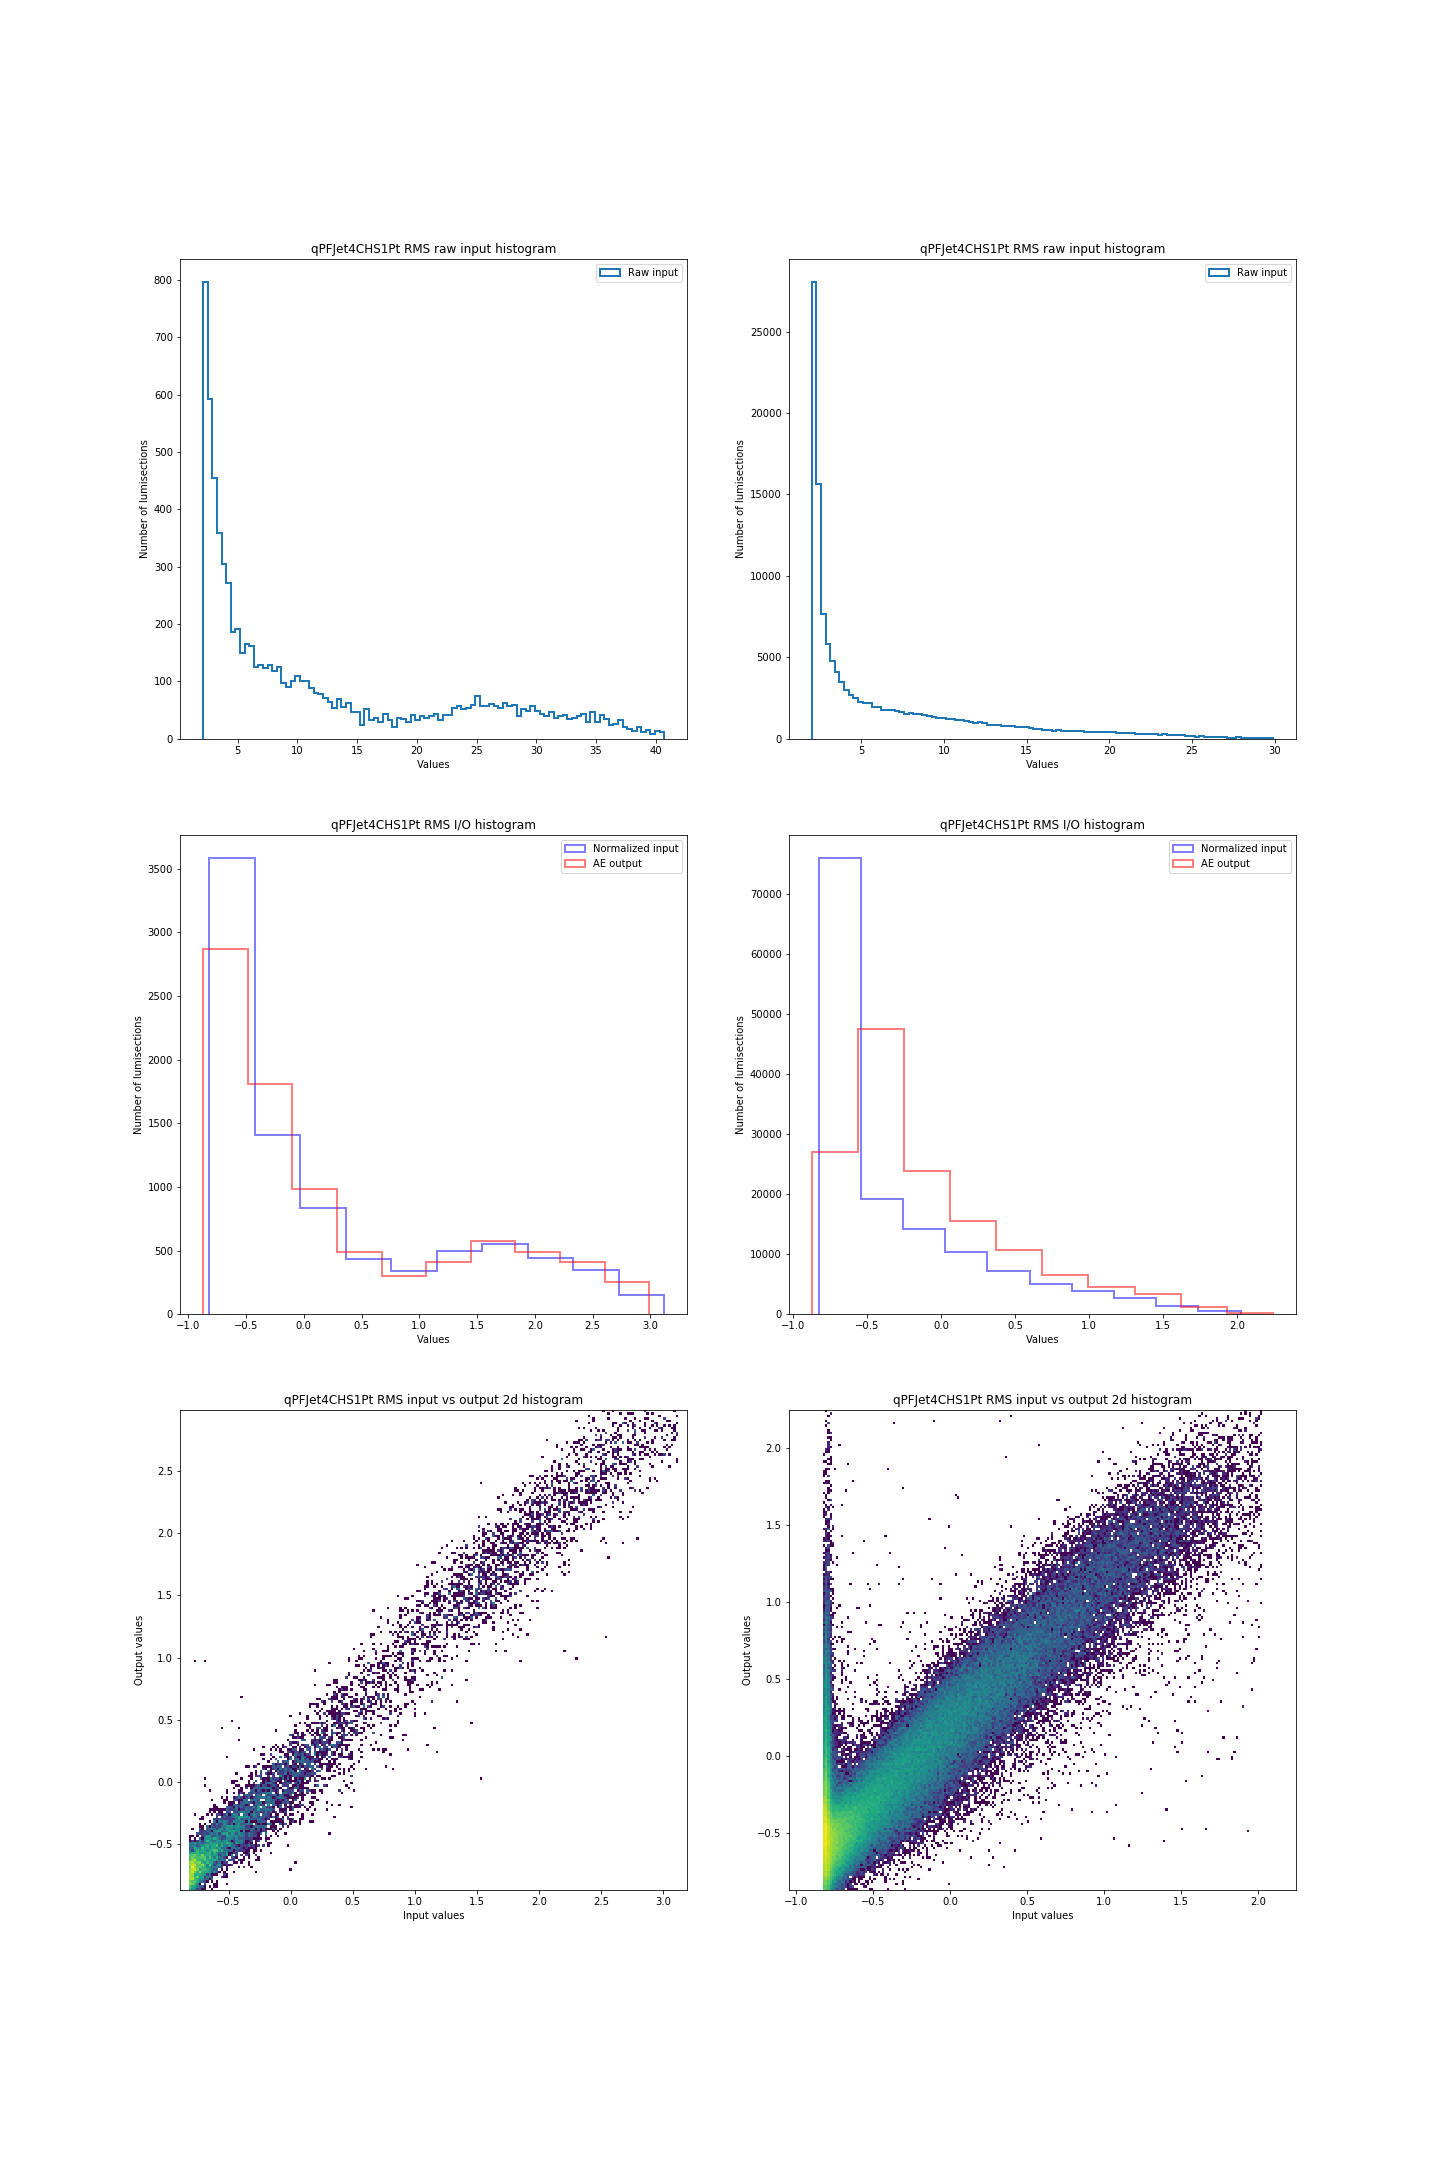 qPFJet4CHS1Pt RMS raw input histogram
Raw input
800
700
600
500
400
300
200
100
0
Number of lumisections
5 10 15 20 25 30 35 40
Values
qPFJet4CHS1Pt RMS raw input histogram
Raw input
25000
20000
15000
10000
5000
0
Number of lumisections
5 10 15 20 25 30
Values
qPFJet4CHS1Pt RMS I/O histogram
Normalized input
AE output
3500
3000
2500
2000
1500
1000
500
0
Number of lumisections
−1.0 −0.5 0.0 0.5 1.0 1.5 2.0 2.5 3.0
Values
qPFJet4CHS1Pt RMS I/O histogram
Normalized input
AE output
70000
60000
50000
40000
30000
20000
10000
0
Number of lumisections
−1.0 −0.5 0.0 0.5 1.0 1.5 2.0
Values
qPFJet4CHS1Pt RMS input vs output 2d histogram
2.5
2.0
1.5
1.0
0.5
0.0
−0.5
Output values
−0.5 0.0 0.5 1.0 1.5 2.0 2.5 3.0
Input values
qPFJet4CHS1Pt RMS input vs output 2d histogram
2.0
1.5
1.0
0.5
0.0
−0.5
Output values
−1.0 −0.5 0.0 0.5 1.0 1.5 2.0
Input values